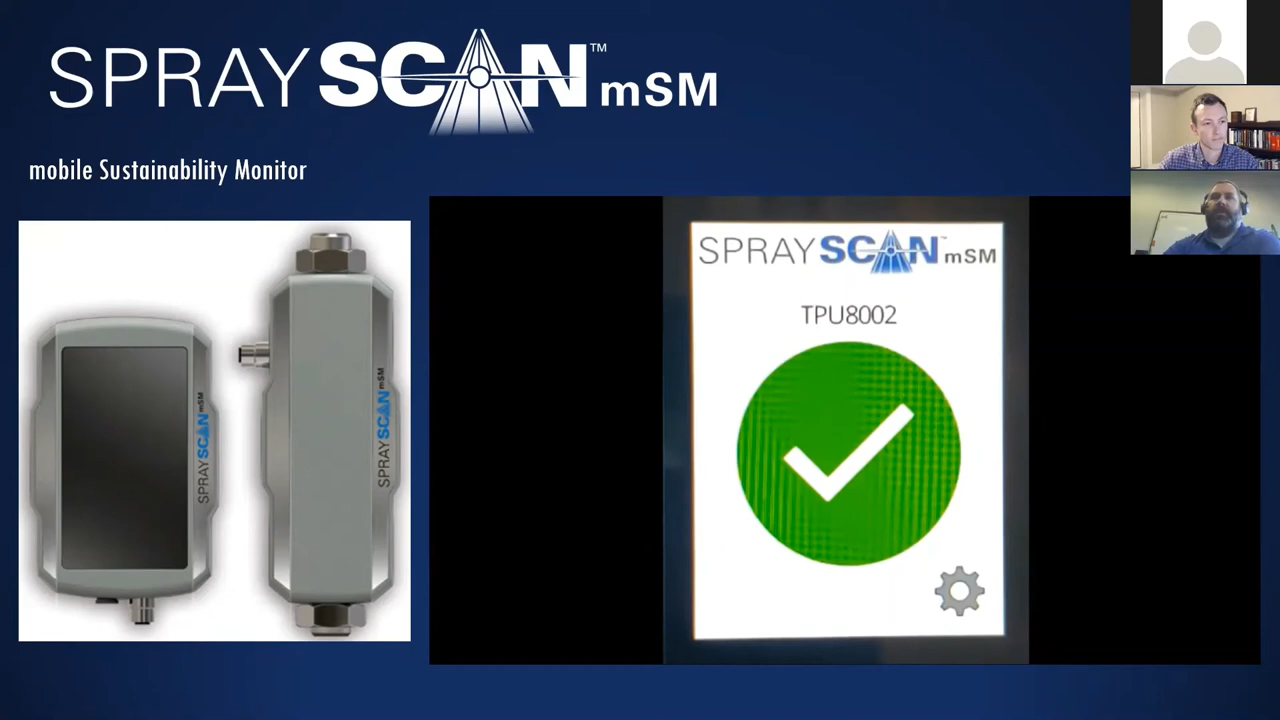 SPRAYSCAN™ mSM
mobile Sustainability Monitor
SPRAYSCAN mSM
SPRAYSCAN mSM
SPRAYSCAN™ mSM
TPU8002